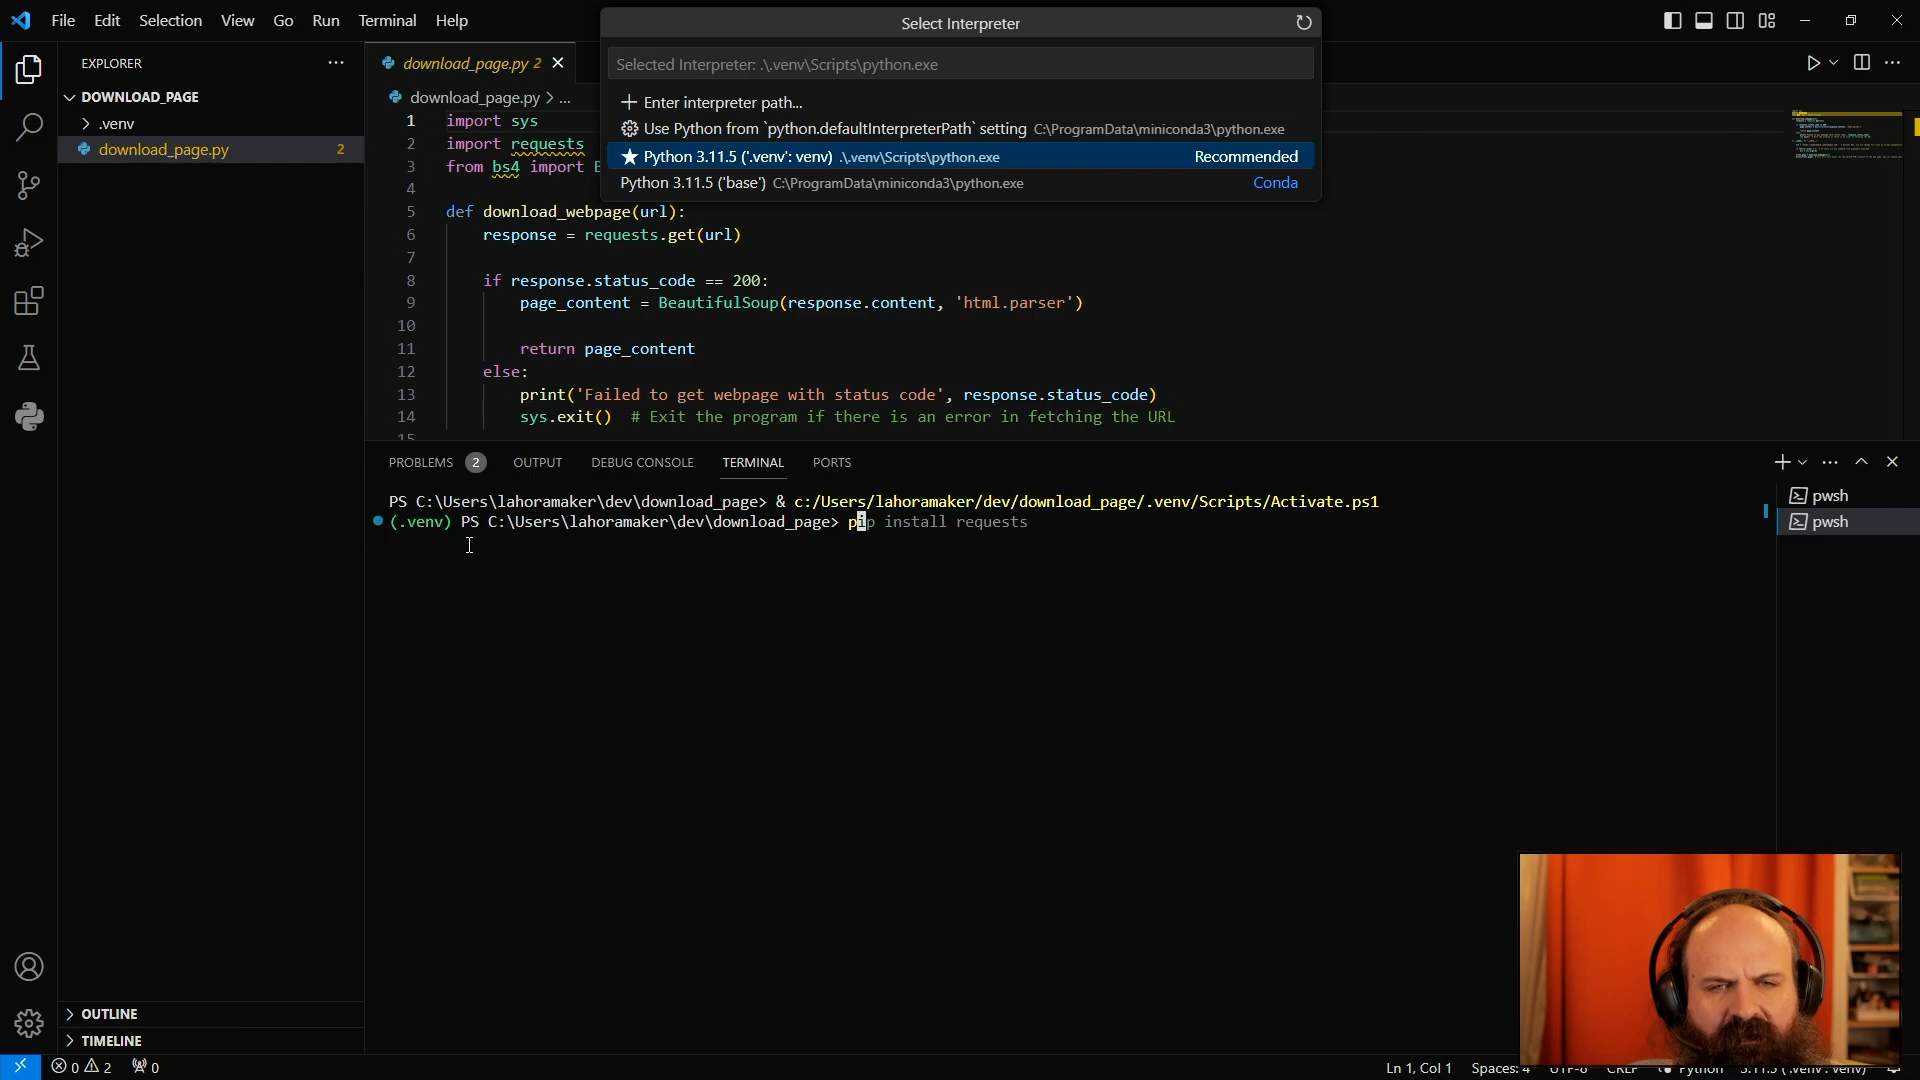 File Edit Selection View Go Run Terminal Help
Select Interpreter
Selected Interpreter: .\.venv\Scripts\python.exe
Enter interpreter path...
Use Python from `python.defaultInterpreterPath` setting C:\ProgramData\miniconda3\python.exe
Python 3.11.5 ('.venv': venv) .\.venv\Scripts\python.exe Recommended
Python 3.11.5 ('base') C:\ProgramData\miniconda3\python.exe Conda
EXPLORER
DOWNLOAD_PAGE
.venv
download_page.py 2
download_page.py 2
download_page.py > ...
1 import sys
2 import requests
3 from bs4 import
4
5 def download_webpage(url):
6 response = requests.get(url)
7
8 if response.status_code == 200:
9 page_content = BeautifulSoup(response.content, 'html.parser')
10
11 return page_content
12 else:
13 print('Failed to get webpage with status code', response.status_code)
14 sys.exit() # Exit the program if there is an error in fetching the URL
15
PROBLEMS 2 OUTPUT DEBUG CONSOLE TERMINAL PORTS
PS C:\Users\lahoramaker\dev\download_page> & c:/Users/lahoramaker/dev/download_page/.venv/Scripts/Activate.ps1
(.venv) PS C:\Users\lahoramaker\dev\download_page> pip install requests
pwsh
pwsh
OUTLINE
TIMELINE
0 2 0
Ln 1, Col 1 Spaces: 4 UTF-8 CRLF Python 3.11.5 ('.venv': venv)